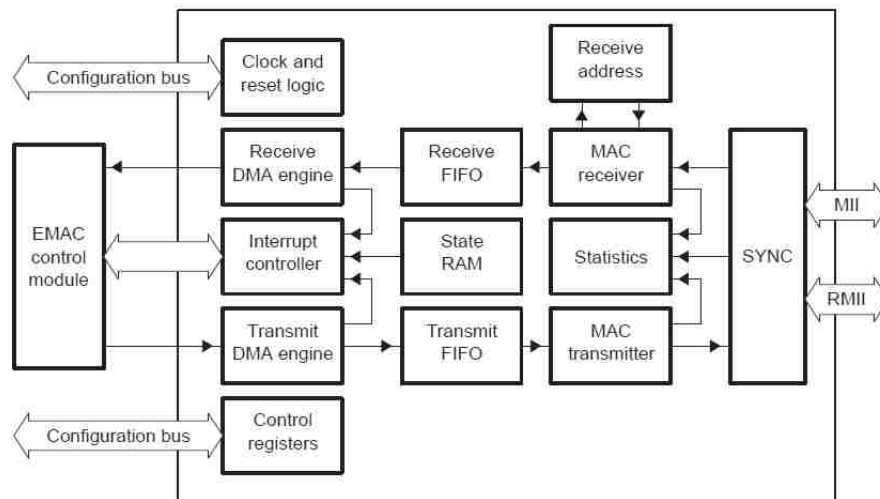 Configuration bus
Clock and
reset logic
Receive
address
EMAC
control
module
Receive
DMA engine
Receive
FIFO
MAC
receiver
SYNC
MII
Interrupt
controller
State
RAM
Statistics
RMII
Transmit
DMA engine
Transmit
FIFO
MAC
transmitter
Configuration bus
Control
registers